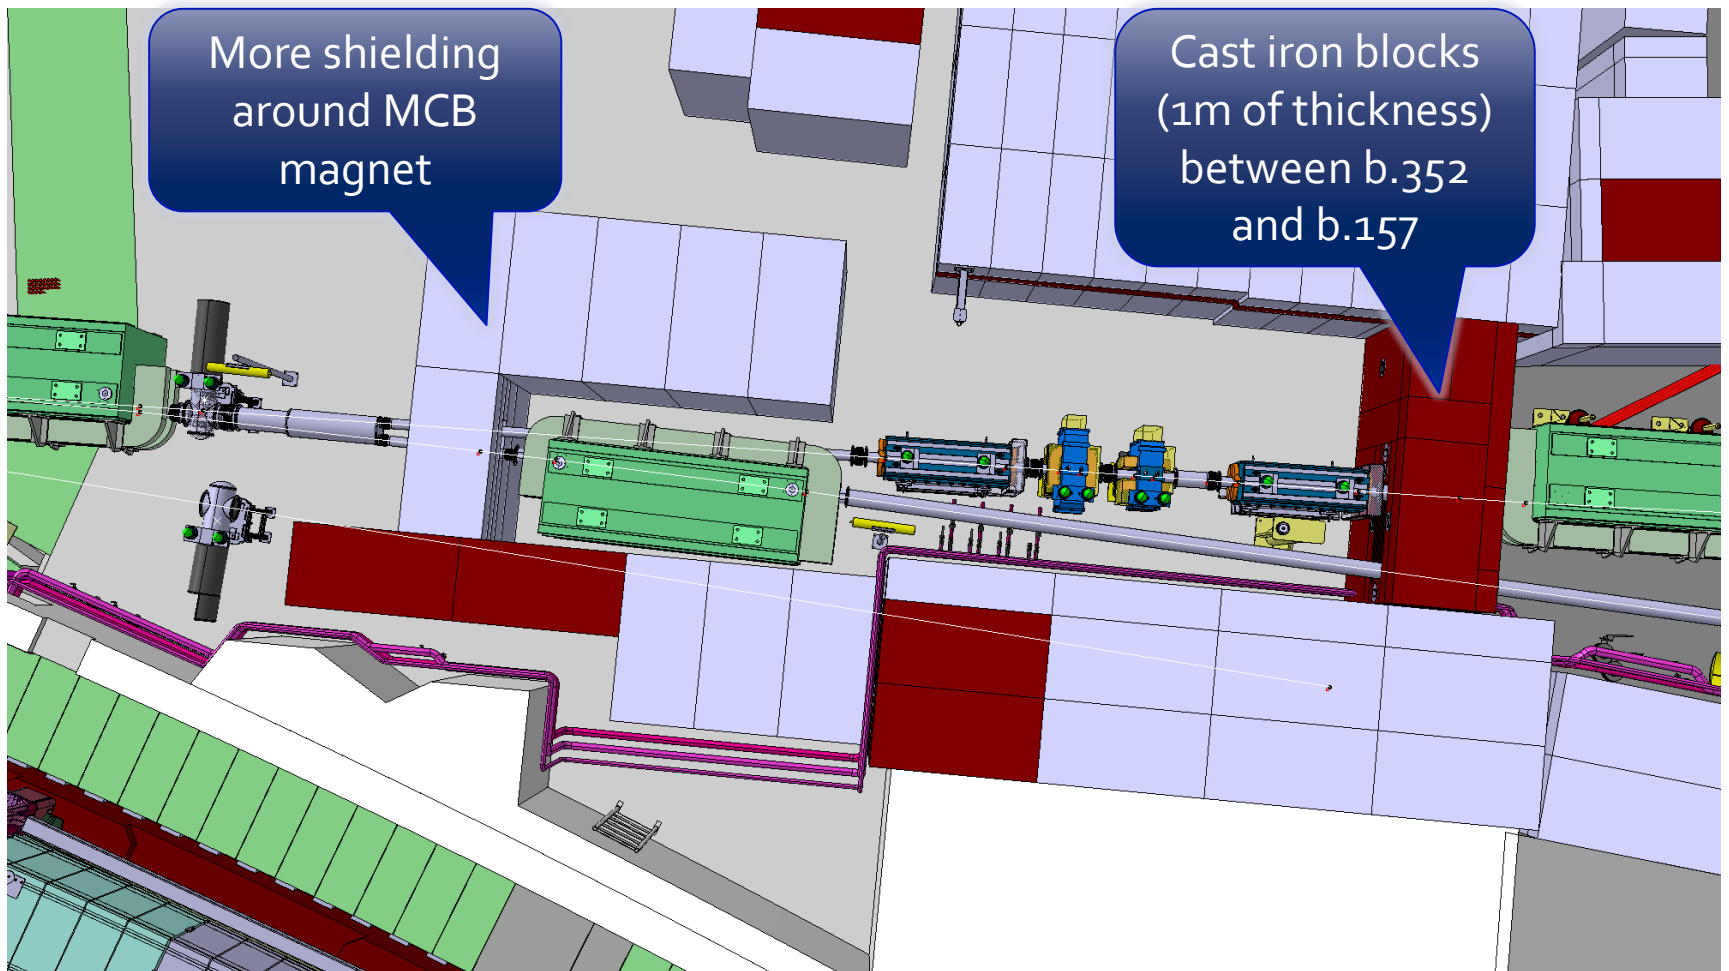 More shielding
around MCB
magnet
Cast iron blocks
(1m of thickness)
between b.352
and b.157